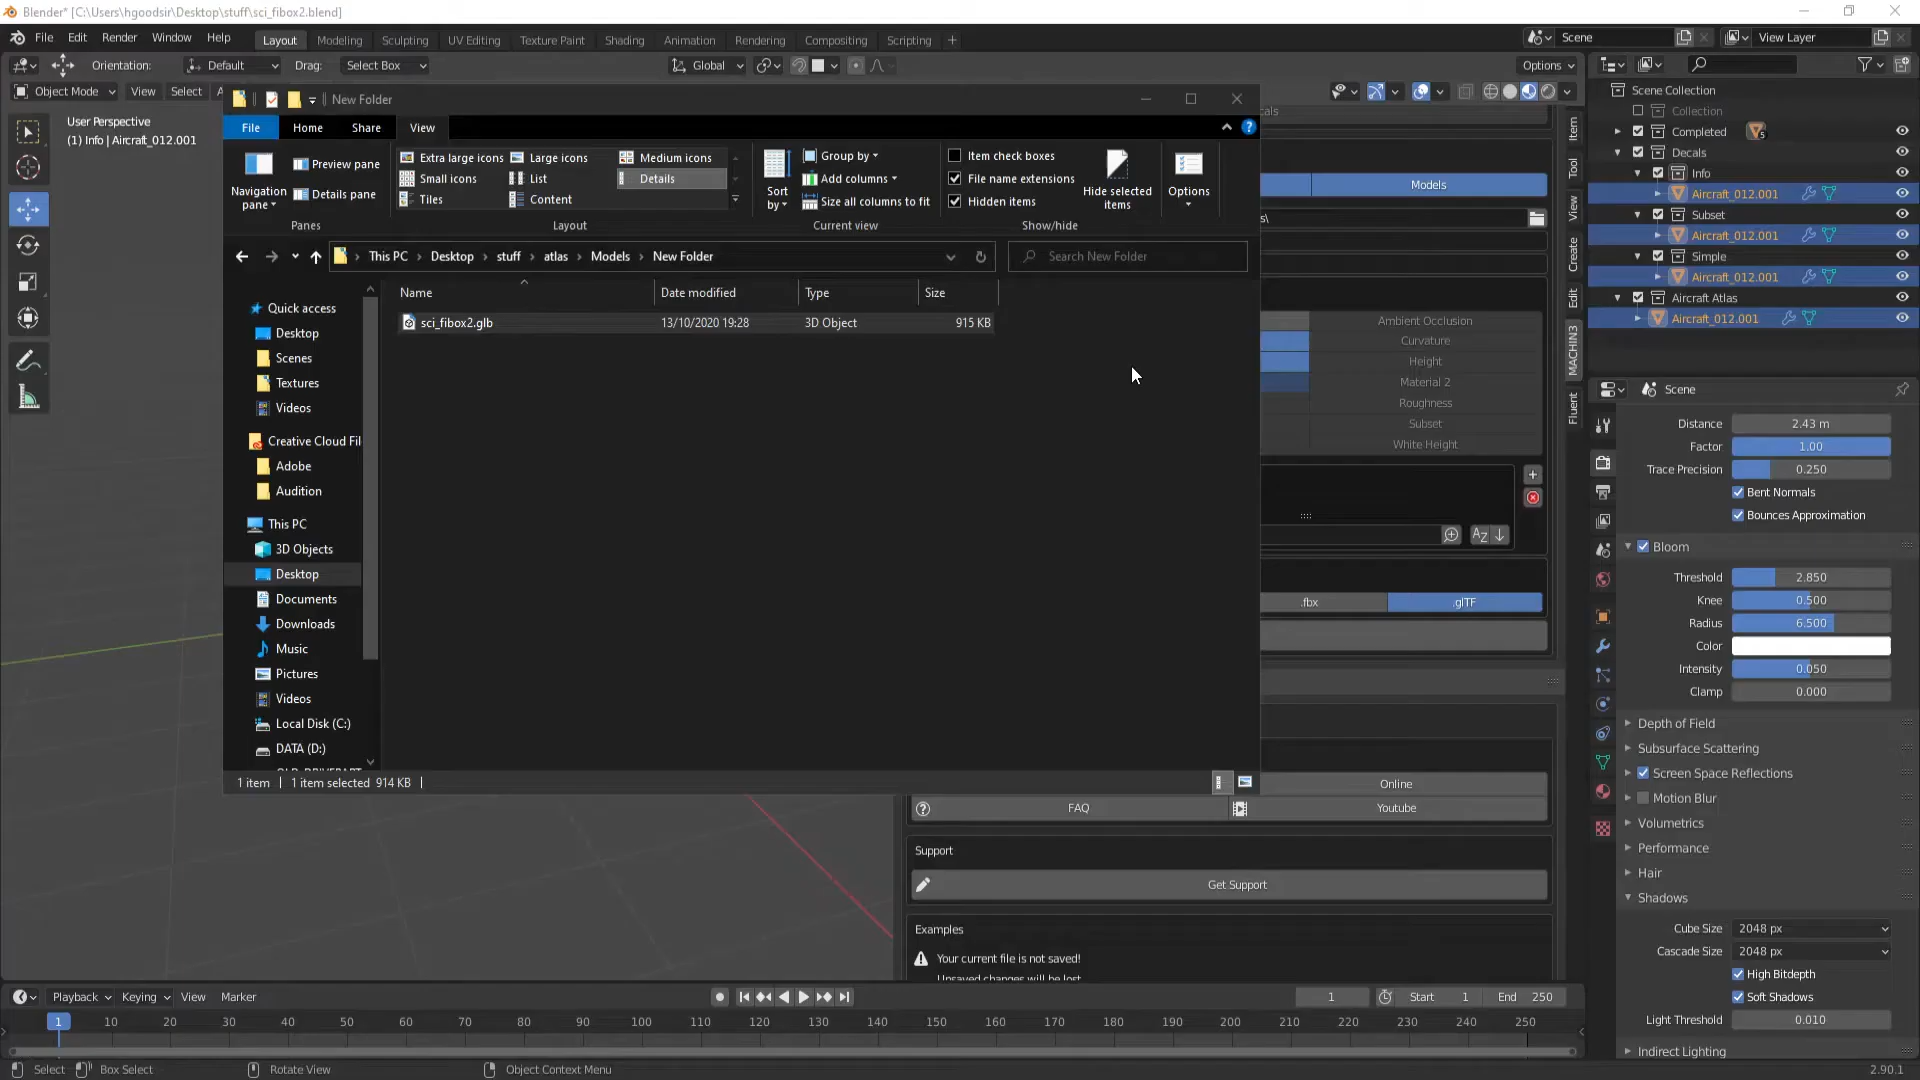 Blender* [C:\Users\hgoodsir\Desktop\stuff\sci_fibox2.blend]
File Edit Render Window Help Layout Modeling Sculpting UV Editing Texture Paint Shading Animation Rendering Compositing Scripting + Scene View Layer
Orientation: Default Drag: Select Box Global Options
Object Mode View Select
User Perspective
(1) Info | Aircraft_012.001
New Folder
File Home Share View
Navigation pane
Preview pane
Details pane
Panes
Extra large icons Large icons Medium icons
Small icons List Details
Tiles Content
Layout
Sort by
Group by
Add columns
Size all columns to fit
Current view
Item check boxes
File name extensions
Hidden items
Hide selected items
Show/hide
Options
This PC Desktop stuff atlas Models New Folder
Search New Folder
Name Date modified Type Size
sci_fibox2.glb 13/10/2020 19:28 3D Object 915 KB
Quick access
Desktop
Scenes
Textures
Videos
Creative Cloud Fil
Adobe
Audition
This PC
3D Objects
Desktop
Documents
Downloads
Music
Pictures
Videos
Local Disk (C:)
DATA (D:)
1 item 1 item selected 914 KB
cals
Models
s\
Ambient Occlusion
Curvature
Height
Material 2
Roughness
Subset
White Height
.fbx .glTF
Online
FAQ Youtube
Support
Get Support
Examples
Your current file is not saved!
Unsaved changes will be lost
Item
Tool
View
Create
Edit
MACHIN3
Fluent
Scene Collection
Collection
Completed 5
Decals
Info
Aircraft_012.001
Subset
Aircraft_012.001
Simple
Aircraft_012.001
Aircraft Atlas
Aircraft_012.001
Scene
Distance 2.43 m
Factor 1.00
Trace Precision 0.250
Bent Normals
Bounces Approximation
Bloom
Threshold 2.850
Knee 0.500
Radius 6.500
Color
Intensity 0.050
Clamp 0.000
Depth of Field
Subsurface Scattering
Screen Space Reflections
Motion Blur
Volumetrics
Performance
Hair
Shadows
Cube Size 2048 px
Cascade Size 2048 px
High Bitdepth
Soft Shadows
Light Threshold 0.010
Indirect Lighting
Playback Keying View Marker 1 Start 1 End 250
1 10 20 30 40 50 60 70 80 90 100 110 120 130 140 150 160 170 180 190 200 210 220 230 240 250
Select Box Select Rotate View Object Context Menu 2.90.1